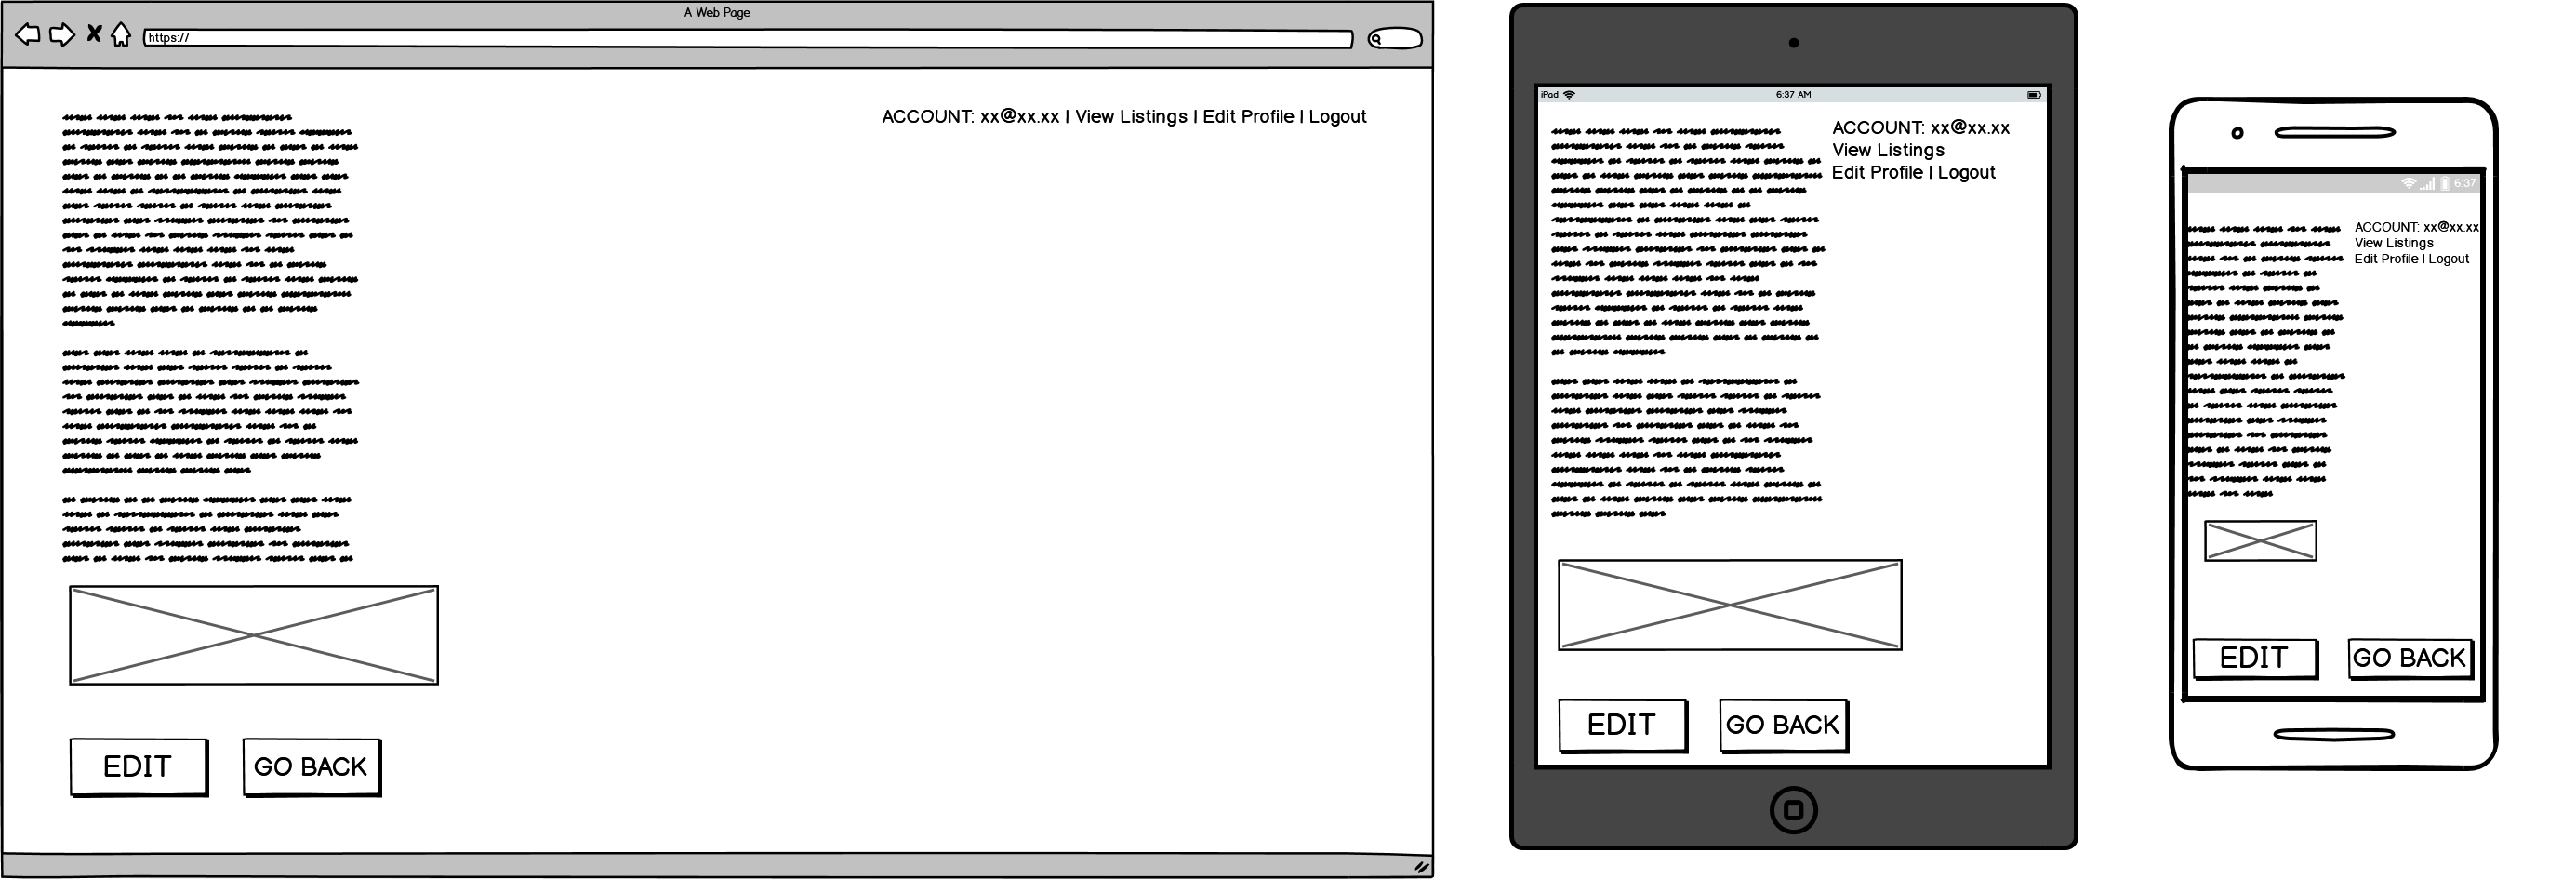 A Web Page
https://
ACCOUNT: xx@xx.xx | View Listings | Edit Profile | Logout
EDIT
GO BACK
iPad
6:37 AM
ACCOUNT: xx@xx.xx
View Listings
Edit Profile | Logout
EDIT
GO BACK
6:37
ACCOUNT: xx@xx.xx
View Listings
Edit Profile | Logout
EDIT
GO BACK